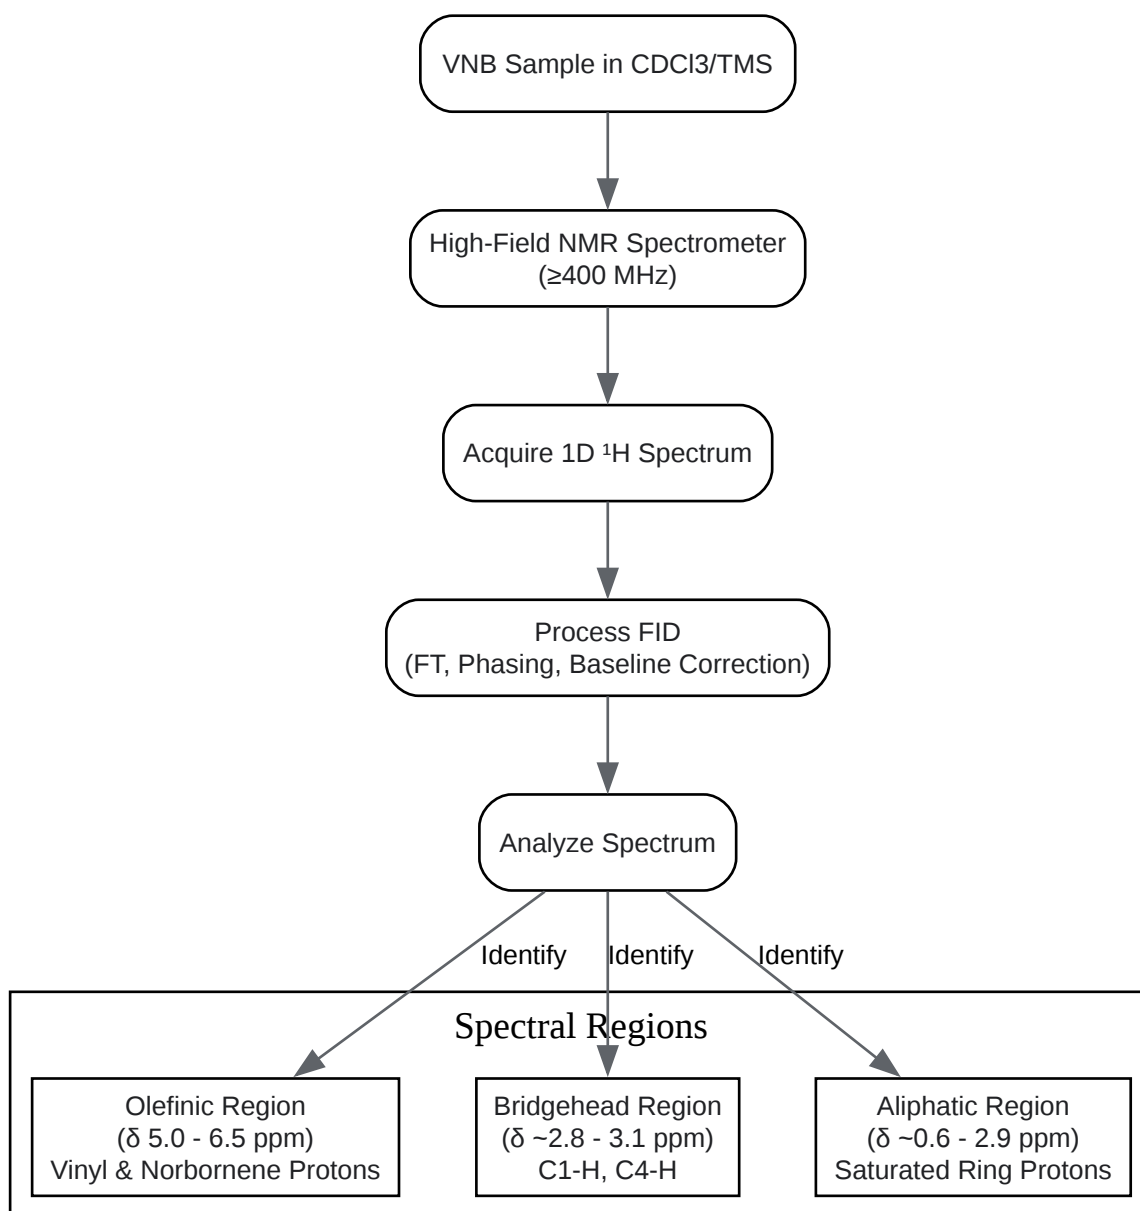 VNB Sample in CDCl3/TMS
High-Field NMR Spectrometer
(≥400 MHz)
Acquire 1D ¹H Spectrum
Process FID
(FT, Phasing, Baseline Correction)
Analyze Spectrum
Identify
Identify
Identify
Spectral Regions
Olefinic Region
(δ 5.0 - 6.5 ppm)
Vinyl & Norbornene Protons
Bridgehead Region
(δ ~2.8 - 3.1 ppm)
C1-H, C4-H
Aliphatic Region
(δ ~0.6 - 2.9 ppm)
Saturated Ring Protons